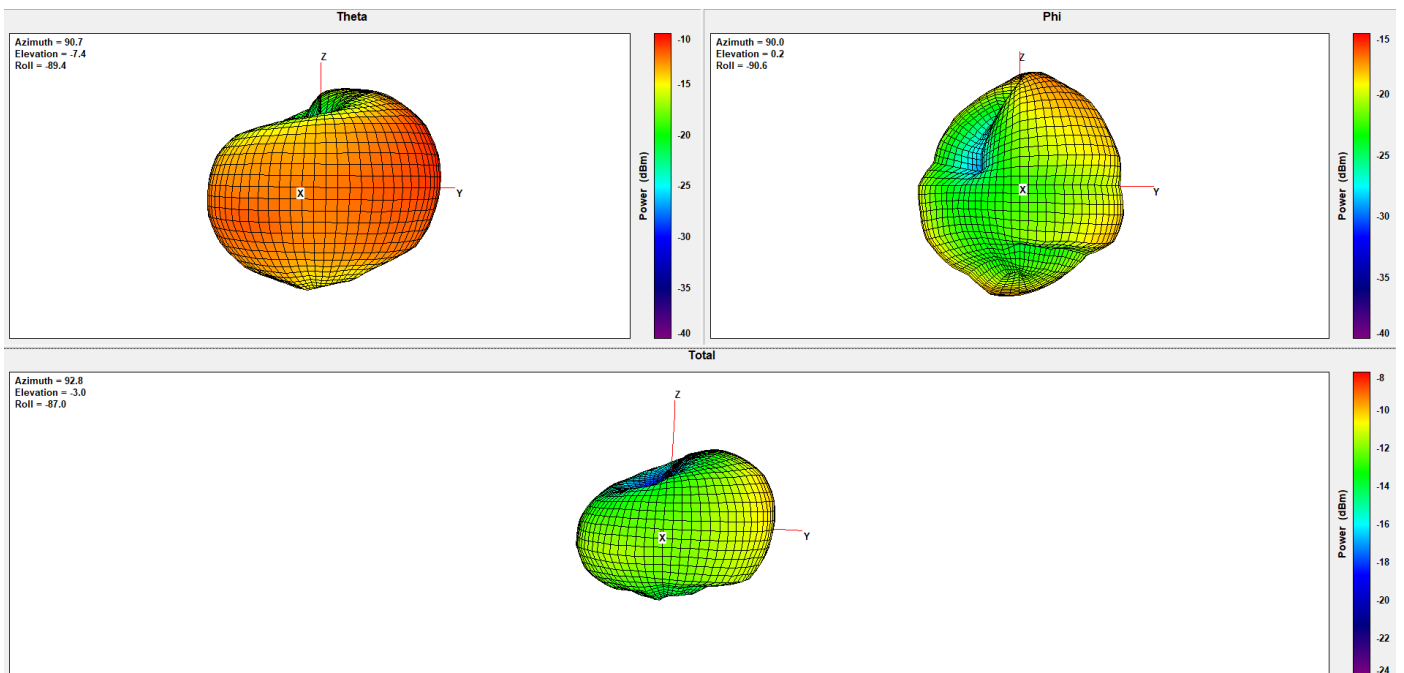 Theta
Azimuth = 90.7
Elevation = -7.4
Roll = -89.4
Z
X
Y
-10
-15
-20
-25
-30
-35
-40
Power (dBm)
Phi
Azimuth = 90.0
Elevation = 0.2
Roll = -90.6
Z
X
Y
-15
-20
-25
-30
-35
-40
Power (dBm)
Total
Azimuth = 92.8
Elevation = -3.0
Roll = -87.0
Z
X
Y
-8
-10
-12
-14
-16
-18
-20
-22
-24
Power (dBm)